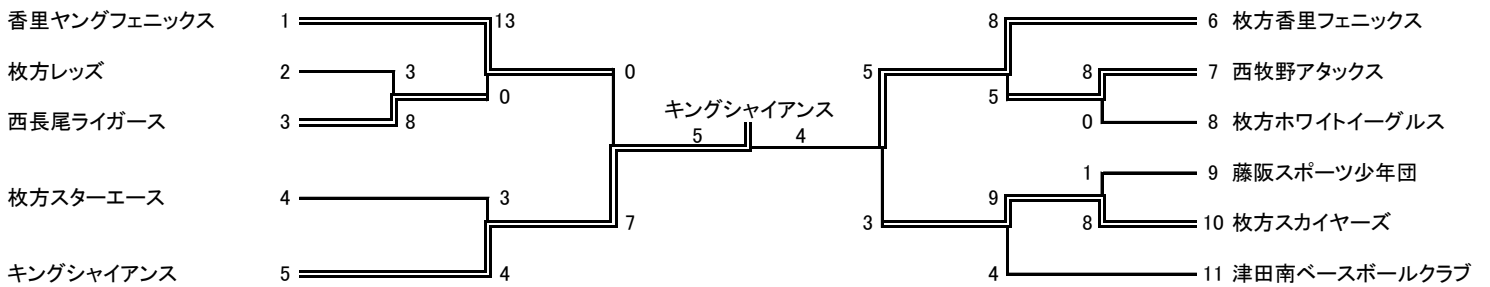 香里ヤングフェニックス 1 13 8 6 枚方香里フェニックス
枚方レッズ 2 3 0 5 8 7 西牧野アタックス
0 5
キングシャイアンス
西長尾ライガース 3 8 5 4 0 8 枚方ホワイトイーグルス
1 9 藤阪スポーツ少年団
枚方スターエース 4 3 9
7 3 8 10 枚方スカイヤーズ
キングシャイアンス 5 4 4 11 津田南ベースボールクラブ